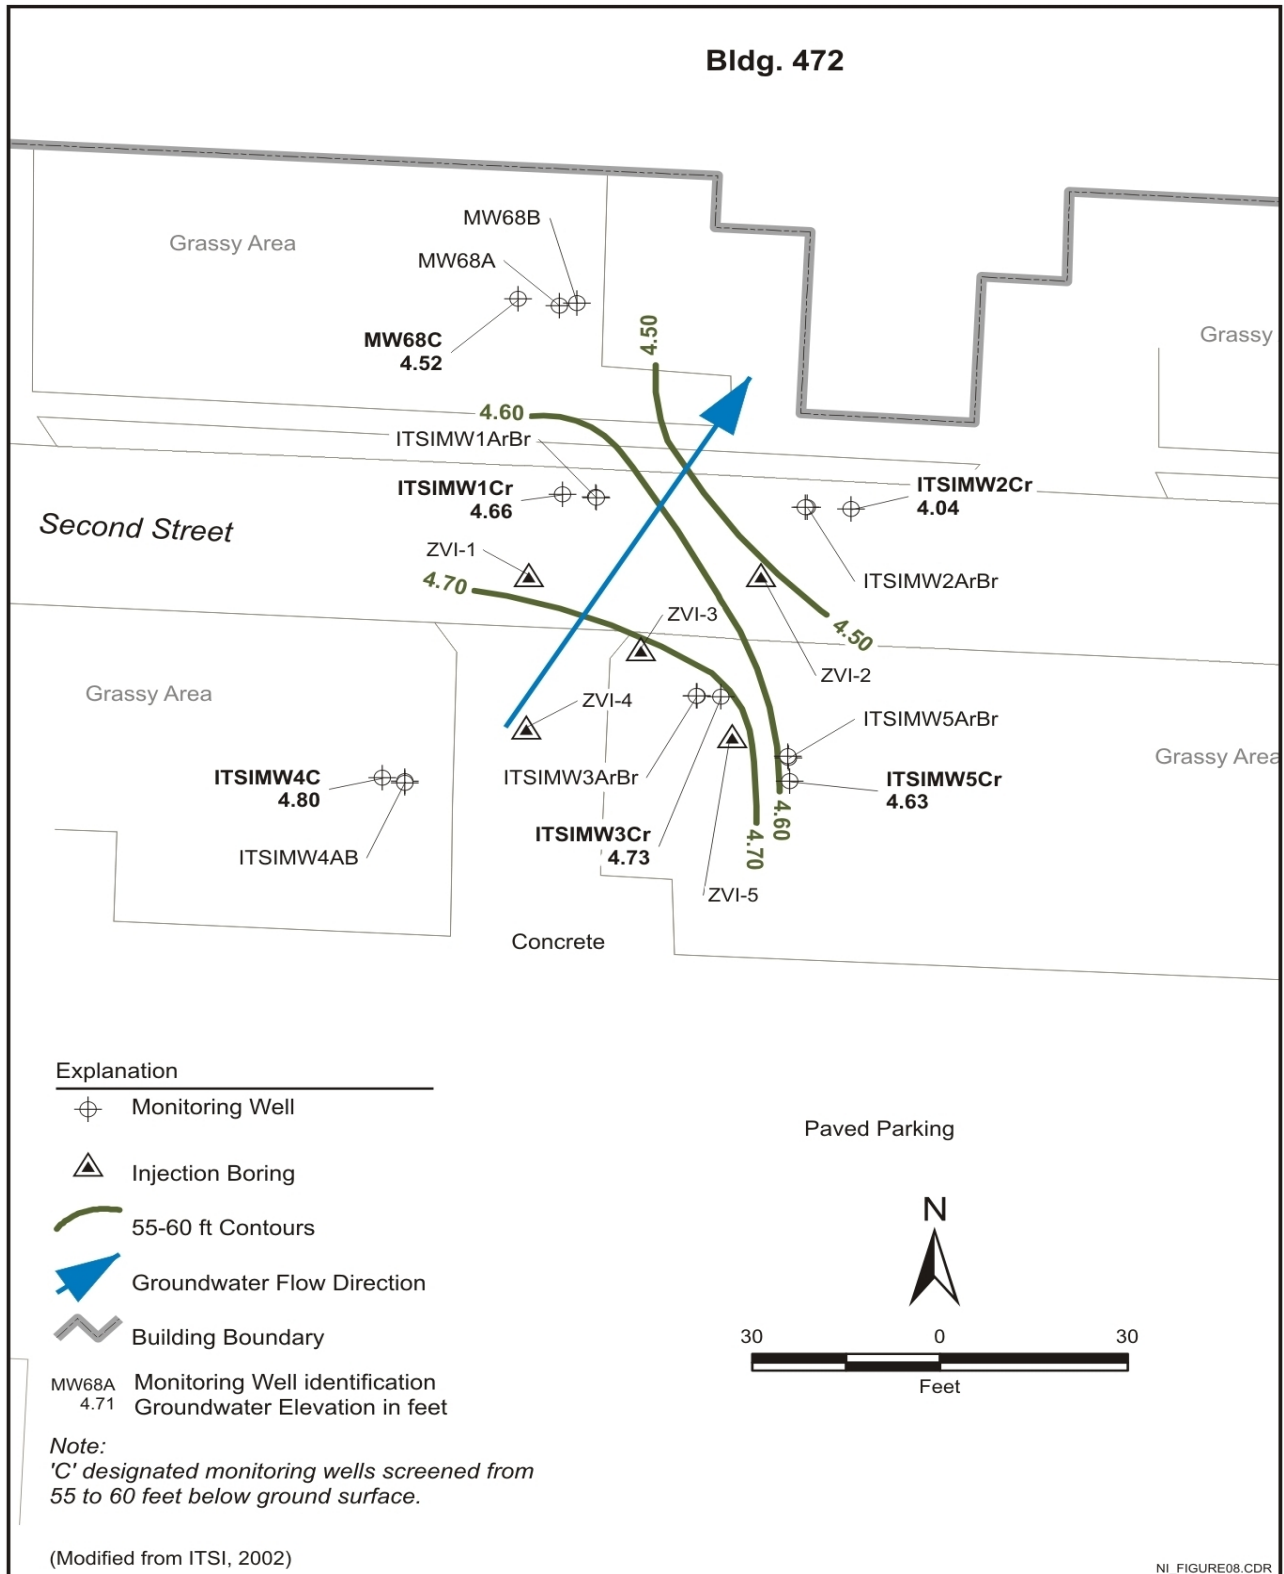 Bldg. 472
MW68B
Grassy Area
MW68A
4.50
Grassy
MW68C
4.52
4.60
ITSIMW1ArBr
ITSIMW1Cr
4.66
ITSIMW2Cr
4.04
Second Street
ZVI-1
ITSIMW2ArBr
4.70
ZVI-3
4.50
ZVI-2
Grassy Area
ZVI-4
ITSIMW5ArBr
Grassy Area
ITSIMW4C
4.80
ITSIMW3ArBr
ITSIMW5Cr
4.63
4.60
ITSIMW3Cr
4.73
4.70
ITSIMW4AB
ZVI-5
Concrete
Explanation
Monitoring Well
Paved Parking
Injection Boring
N
55-60 ft Contours
Groundwater Flow Direction
Building Boundary
30 0 30
Feet
MW68A Monitoring Well identification
4.71 Groundwater Elevation in feet
Note:
'C' designated monitoring wells screened from
55 to 60 feet below ground surface.
(Modified from ITSI, 2002)
NI_FIGURE08.CDR